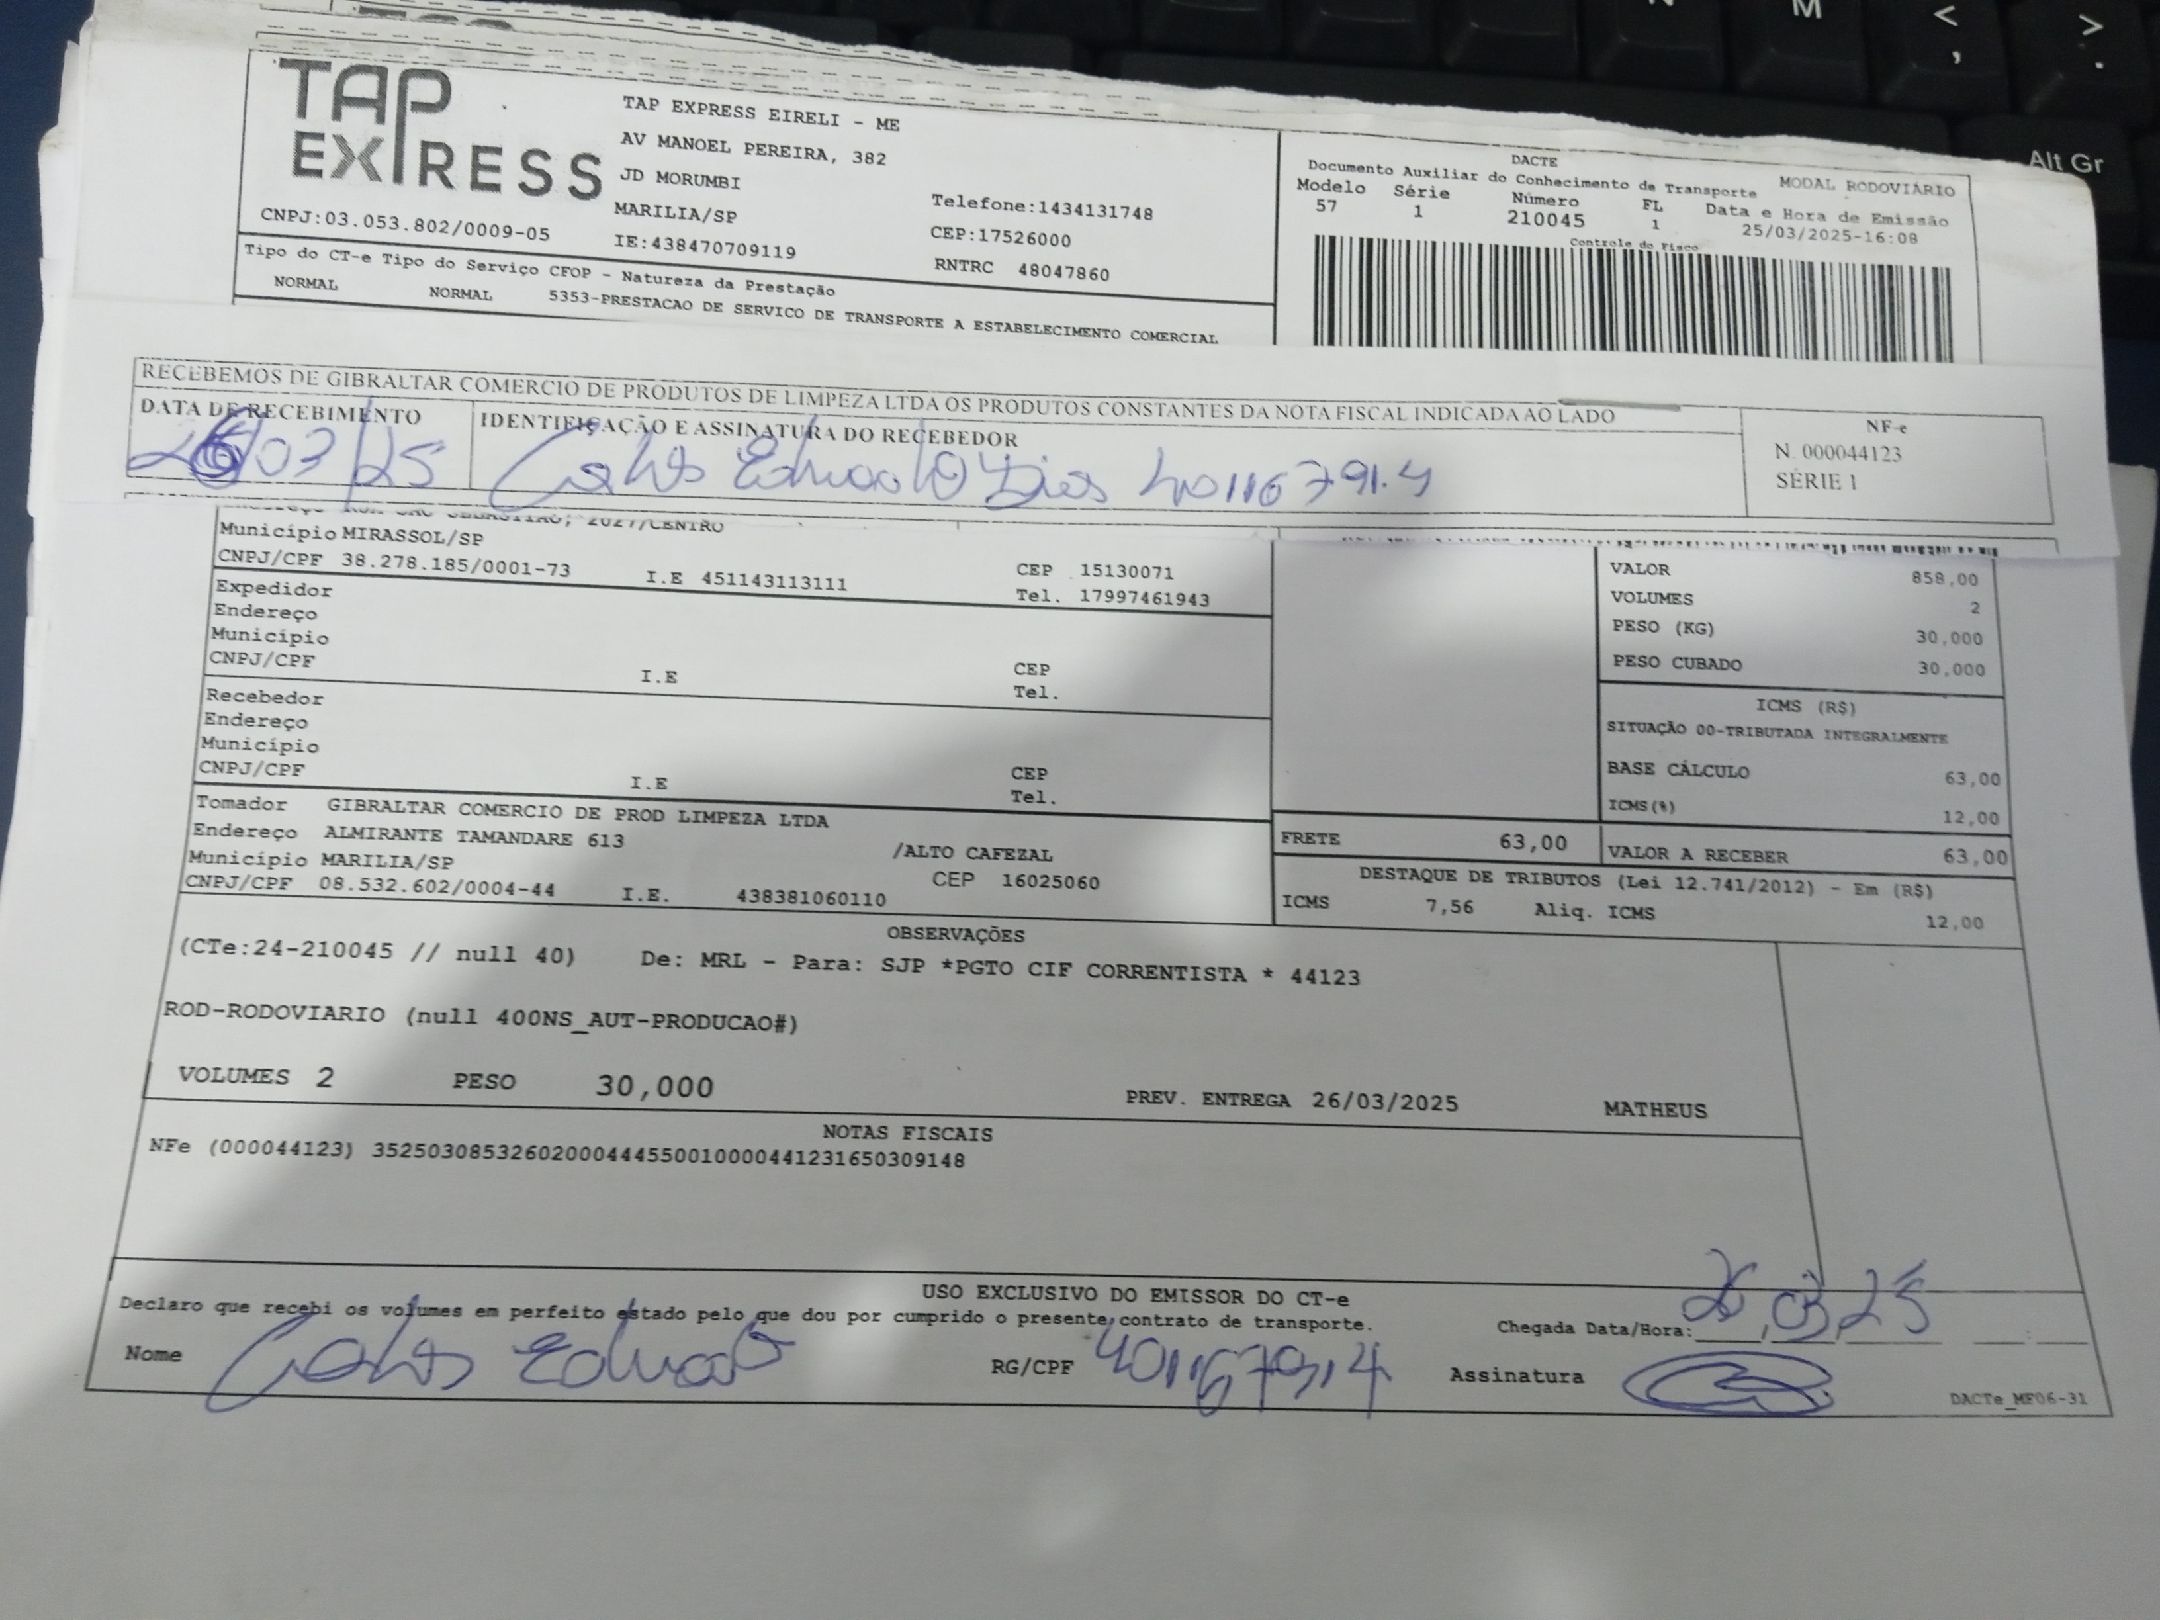 TAP
EXPRESS
CNPJ:03.053.802/0009-05
TAP EXPRESS EIRELI - ME
AV MANOEL PEREIRA, 382
JD MORUMBI
MARILIA/SP
IE:438470709119
Telefone:1434131748
CEP:17526000
RNTRC 48047860
Tipo do CT-e Tipo do Serviço CFOP - Natureza da Prestação
NORMAL NORMAL 5353-PRESTACAO DE SERVICO DE TRANSPORTE A ESTABELECIMENTO COMERCIAL
DACTE
Documento Auxiliar do Conhecimento de Transporte MODAL RODOVIÁRIO
Modelo Série Número FL Data e Hora de Emissão
57 1 210045 1 25/03/2025-16:08
Controle do Fisco
RECEBEMOS DE GIBRALTAR COMERCIO DE PRODUTOS DE LIMPEZA LTDA OS PRODUTOS CONSTANTES DA NOTA FISCAL INDICADA AO LADO
DATA DE RECEBIMENTO IDENTIFICAÇÃO E ASSINATURA DO RECEBEDOR
26/03/25 Carlos Eduardo Dias 40116791.4
NF-e
N. 000044123
SÉRIE 1
2027/CENTRO
Município MIRASSOL/SP
CNPJ/CPF 38.278.185/0001-73 I.E 451143113111
CEP 15130071
Tel. 17997461943
Expedidor
Endereço
Município
CNPJ/CPF I.E
CEP
Tel.
Recebedor
Endereço
Município
CNPJ/CPF I.E
CEP
Tel.
Tomador GIBRALTAR COMERCIO DE PROD LIMPEZA LTDA
Endereço ALMIRANTE TAMANDARE 613 /ALTO CAFEZAL
Município MARILIA/SP CEP 16025060
CNPJ/CPF 08.532.602/0004-44 I.E. 438381060110
VALOR 858,00
VOLUMES 2
PESO (KG) 30,000
PESO CUBADO 30,000
ICMS (R$)
SITUAÇÃO 00-TRIBUTADA INTEGRALMENTE
BASE CÁLCULO 63,00
ICMS(%) 12,00
FRETE 63,00 VALOR A RECEBER 63,00
DESTAQUE DE TRIBUTOS (Lei 12.741/2012) - Em (R$)
ICMS 7,56 Aliq. ICMS 12,00
OBSERVAÇÕES
(CTe:24-210045 // null 40) De: MRL - Para: SJP *PGTO CIF CORRENTISTA * 44123
ROD-RODOVIARIO (null 400NS_AUT-PRODUCAO#)
VOLUMES 2 PESO 30,000 PREV. ENTREGA 26/03/2025 MATHEUS
NOTAS FISCAIS
NFe (000044123) 35250308532602000444550010000441231650309148
USO EXCLUSIVO DO EMISSOR DO CT-e
Declaro que recebi os volumes em perfeito estado pelo que dou por cumprido o presente contrato de transporte.
Chegada Data/Hora: 26,03,25
Nome Carlos Eduardo RG/CPF 401167914 Assinatura
DACTe_MF06-31